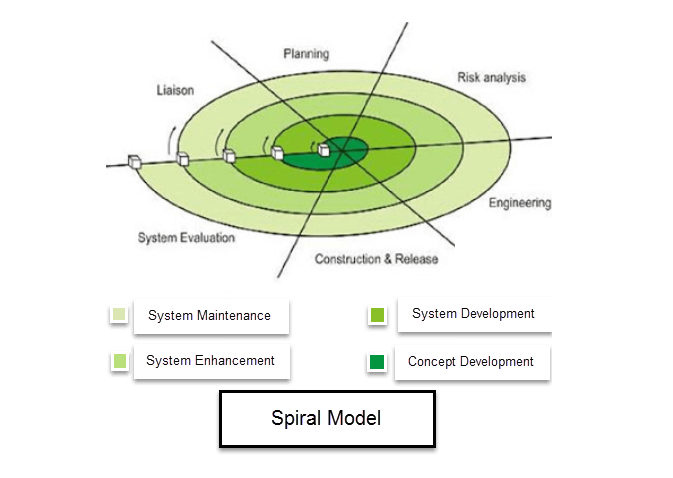 Planning
Risk analysis
Liaison
Engineering
System Evaluation
Construction & Release
System Maintenance
System Development
System Enhancement
Concept Development
Spiral Model